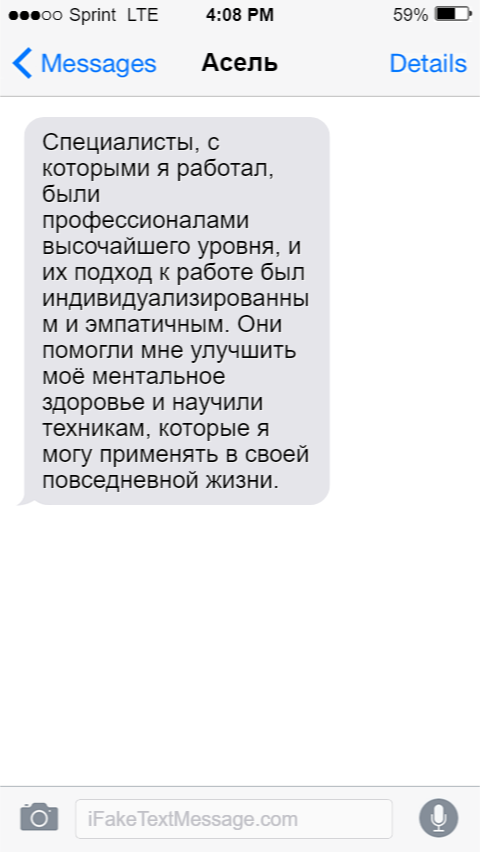 Sprint LTE 4:08 PM 59%
Messages Асель Details
Специалисты, с
которыми я работал,
были
профессионалами
высочайшего уровня, и
их подход к работе был
индивидуализированны
м и эмпатичным. Они
помогли мне улучшить
моё ментальное
здоровье и научили
техникам, которые я
могу применять в своей
повседневной жизни.
iFakeTextMessage.com